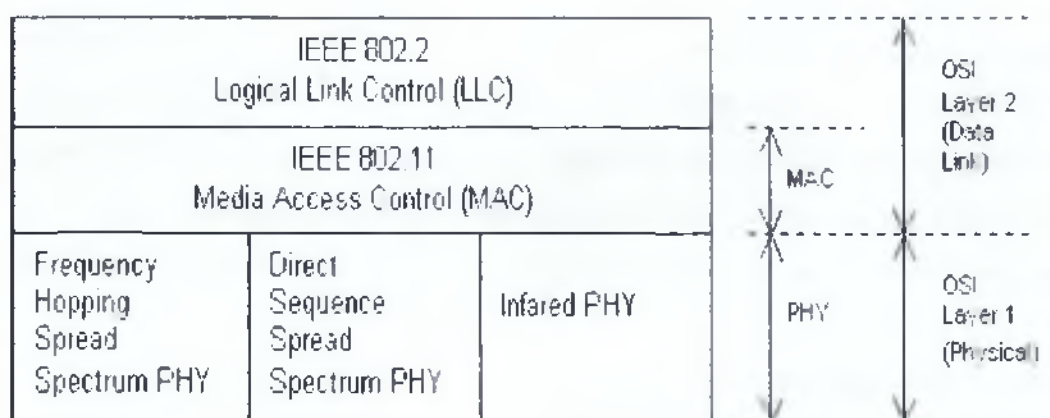 IEEE 802.2
Logical Link Control (LLC)
IEEE 802.11
Media Access Control (MAC)
Frequency
Hopping
Spread
Spectrum PHY
Direct
Sequence
Spread
Spectrum PHY
Infared PHY
MAC
PHY
OSI
Layer 2
(Data
Link)
OSI
Layer 1
(Physical)